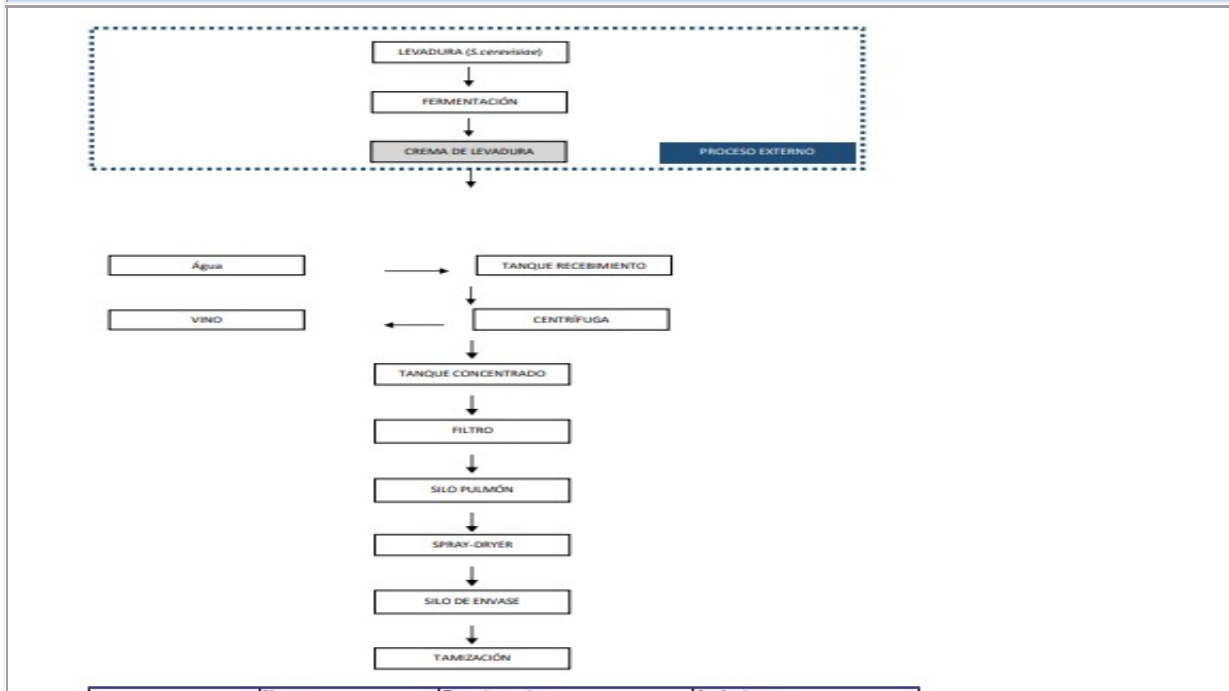 LEVADURA (S.cerevisiae)
FERMENTACIÓN
CREMA DE LEVADURA
PROCESO EXTERNO
Água
TANQUE RECEBIMIENTO
VINO
CENTRÍFUGA
TANQUE CONCENTRADO
FILTRO
SILO PULMÓN
SPRAY-DRYER
SILO DE ENVASE
TAMIZACIÓN